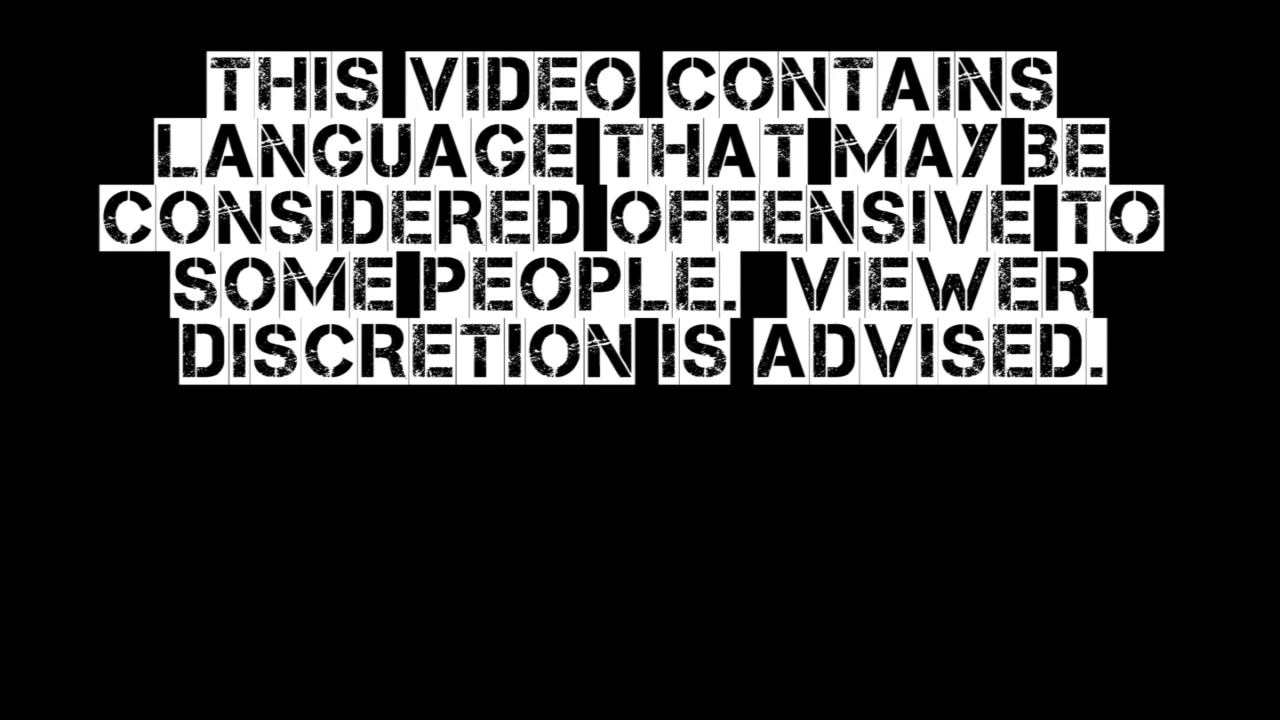 THIS VIDEO CONTAINS
LANGUAGE THAT MAY BE
CONSIDERED OFFENSIVE TO
SOME PEOPLE. VIEWER
DISCRETION IS ADVISED.